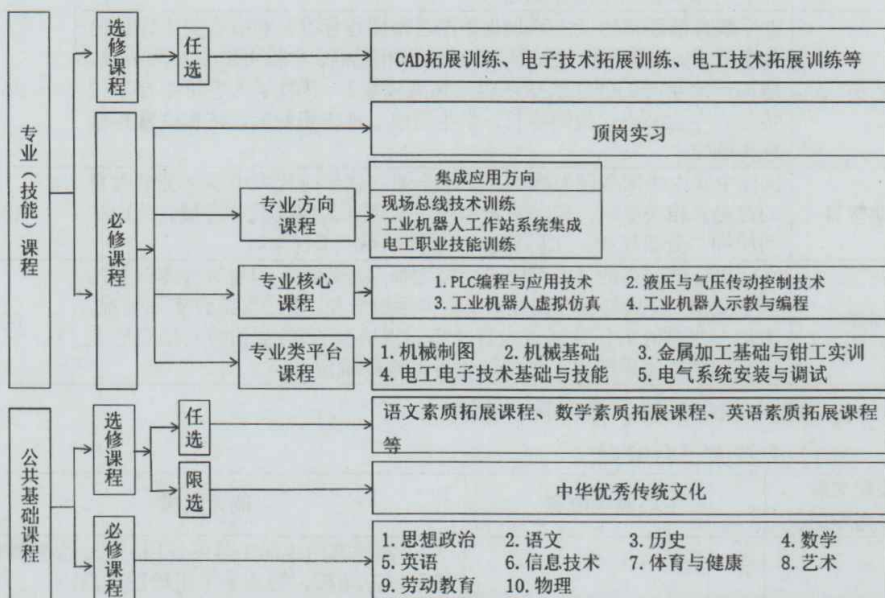 专业（技能）课程
选修课程
任选
CAD拓展训练、电子技术拓展训练、电工技术拓展训练等
必修课程
顶岗实习
专业方向
课程
集成应用方向
现场总线技术训练
工业机器人工作站系统集成
电工职业技能训练
专业核心
课程
1. PLC编程与应用技术 2. 液压与气压传动控制技术
3. 工业机器人虚拟仿真 4. 工业机器人示教与编程
专业类平台
课程
1. 机械制图 2. 机械基础 3. 金属加工基础与钳工实训
4. 电工电子技术基础与技能 5. 电气系统安装与调试
公共基础课程
选修课程
任选
语文素质拓展课程、数学素质拓展课程、英语素质拓展课程
等
限选
中华优秀传统文化
必修课程
1. 思想政治 2. 语文 3. 历史 4. 数学
5. 英语 6. 信息技术 7. 体育与健康 8. 艺术
9. 劳动教育 10. 物理